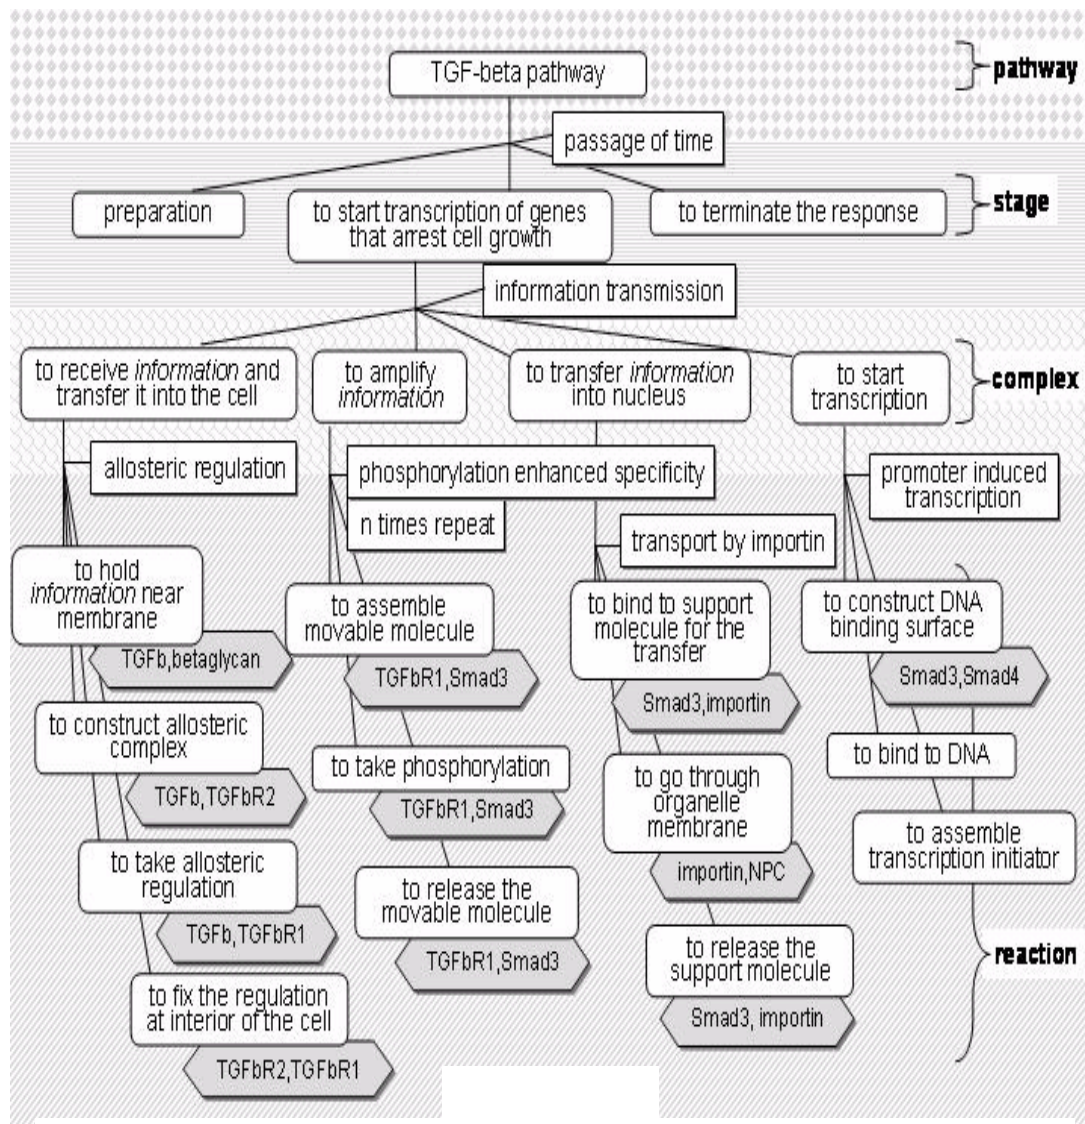 TGF-beta pathway
pathway
passage of time
preparation
to start transcription of genes
that arrest cell growth
to terminate the response
stage
information transmission
to receive information and
transfer it into the cell
to amplify
information
to transfer information
into nucleus
to start
transcription
complex
allosteric regulation
phosphorylation enhanced specificity
promoter induced
transcription
n times repeat
transport by importin
to hold
information near
membrane
TGFb,betaglycan
to assemble
movable molecule
TGFbR1,Smad3
to bind to support
molecule for the
transfer
Smad3,importin
to construct DNA
binding surface
Smad3,Smad4
to construct allosteric
complex
TGFb,TGFbR2
to take phosphorylation
TGFbR1,Smad3
to go through
organelle
membrane
importin,NPC
to bind to DNA
to assemble
transcription initiator
to take allosteric
regulation
TGFb,TGFbR1
to release the
movable molecule
TGFbR1,Smad3
to release the
support molecule
Smad3, importin
reaction
to fix the regulation
at interior of the cell
TGFbR2,TGFbR1